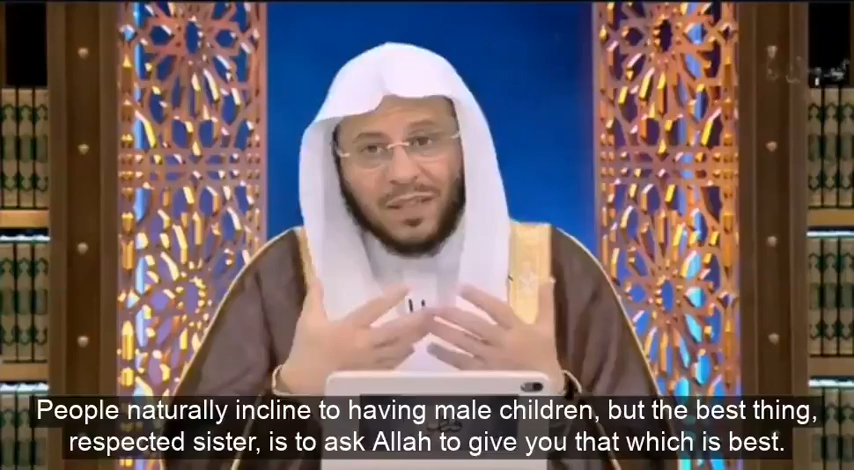 People naturally incline to having male children, but the best thing,
respected sister, is to ask Allah to give you that which is best.